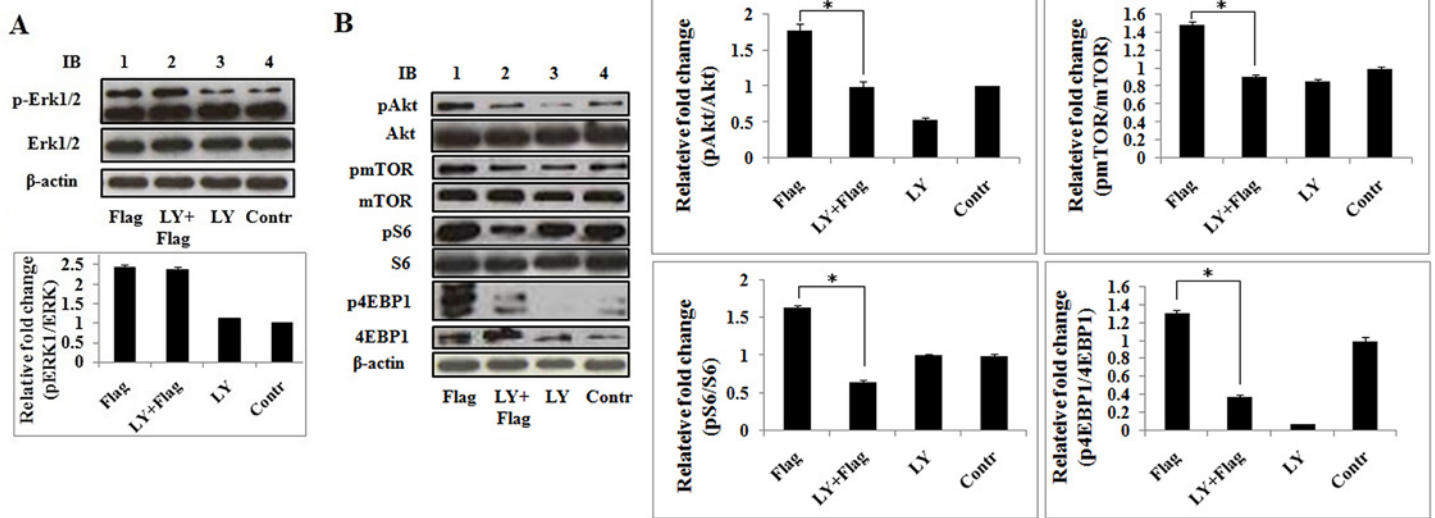 A
IB 1 2 3 4
p-Erk1/2
Erk1/2
β-actin
Flag LY+ LY Contr
Flag
Relative fold change
(pERK1/ERK)
2.5
2
1.5
1
0.5
0
Flag LY+Flag LY Contr
B
IB 1 2 3 4
pAkt
Akt
pmTOR
mTOR
pS6
S6
p4EBP1
4EBP1
β-actin
Flag LY+ LY Contr
Flag
Relateive fold change
(pAkt/Akt)
2
1.5
1
0.5
0
*
Flag LY+Flag LY Contr
Relateive fold change
(pmTOR/mTOR)
1.6
1.4
1.2
1
0.8
0.6
0.4
0.2
0
*
Flag LY+Flag LY Contr
Relateive fold change
(pS6/S6)
2
1.5
1
0.5
0
*
Flag LY+Flag LY Contr
Relateive fold change
(p4EBP1/4EBP1)
1.6
1.4
1.2
1
0.8
0.6
0.4
0.2
0
*
Flag LY+Flag LY Contr